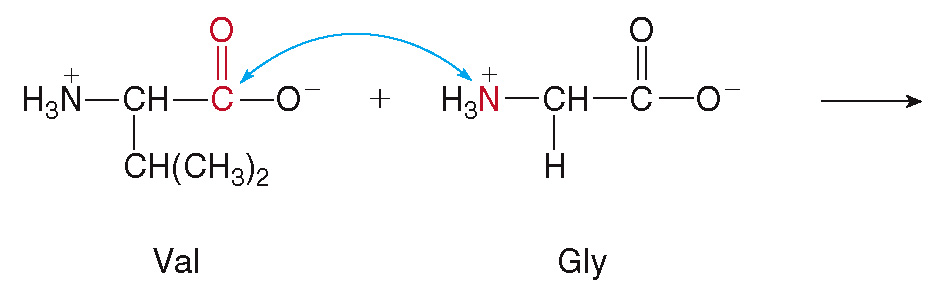 O O
H₃N⁺—CH—C—O⁻ + H₃N⁺—CH—C—O⁻
CH(CH₃)₂ H
Val Gly